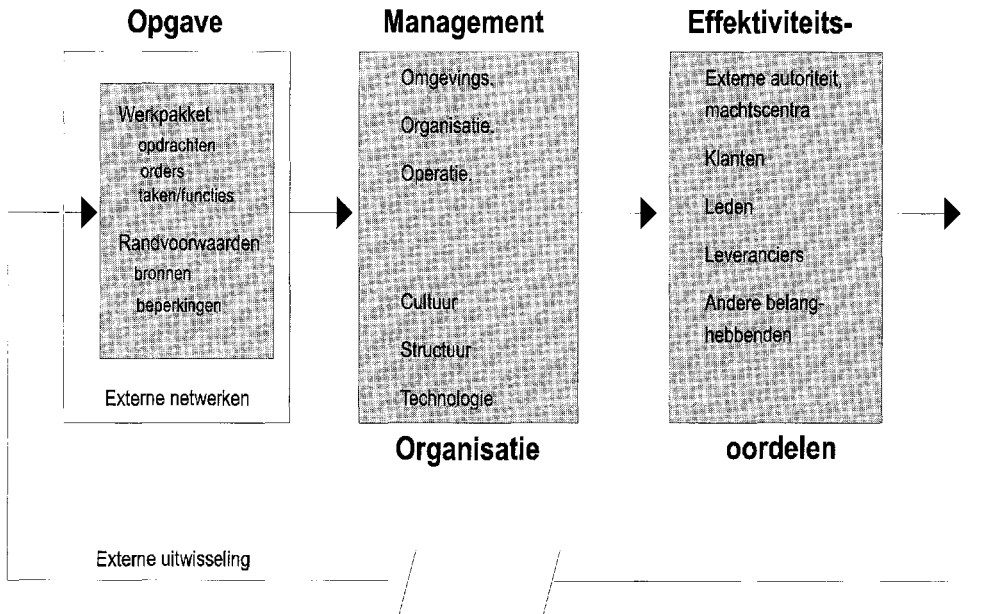 Opgave
Werkpakket
opdrachten
orders
taken/functies
Randvoorwaarden
bronnen
beperkingen
Externe netwerken
Management
Omgevings.
Organisatie.
Operatie.
Cultuur
Structuur
Technologie
Organisatie
Effektiviteits-
Externe autoriteit,
machtscentra
Klanten
Leden
Leveranciers
Andere belang-
hebbenden
oordelen
Externe uitwisseling